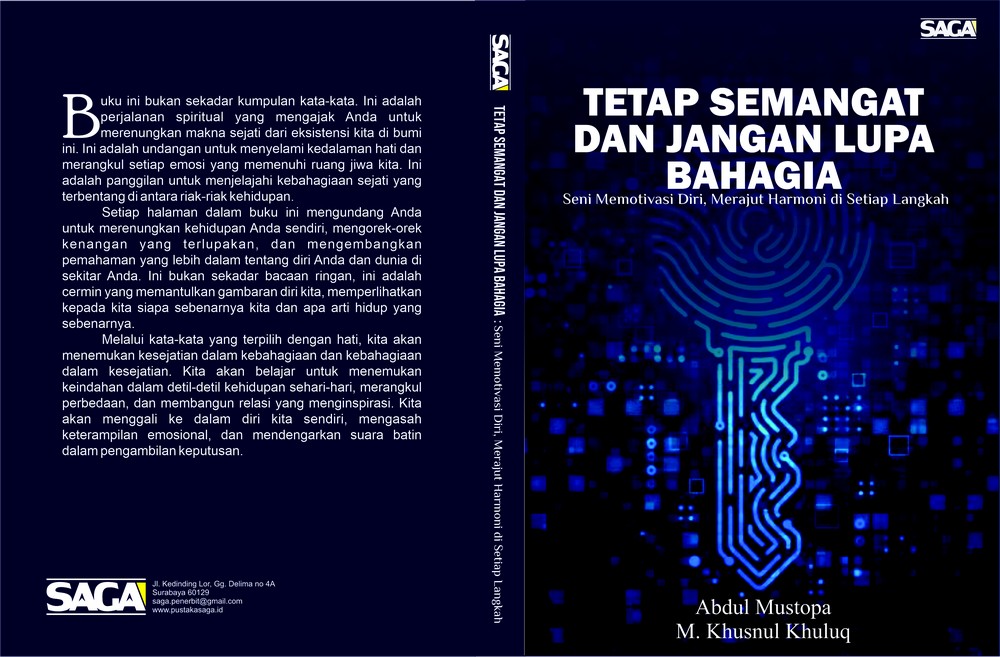 Buku ini bukan sekadar kumpulan kata-kata. Ini adalah
perjalanan spiritual yang mengajak Anda untuk
merenungkan makna sejati dari eksistensi kita di bumi
ini. Ini adalah undangan untuk menyelami kedalaman hati dan
merangkul setiap emosi yang memenuhi ruang jiwa kita. Ini
adalah panggilan untuk menjelajahi kebahagiaan sejati yang
terbentang di antara riak-riak kehidupan.
Setiap halaman dalam buku ini mengundang Anda
untuk merenungkan kehidupan Anda sendiri, mengorek-orek
kenangan yang terlupakan, dan mengembangkan
pemahaman yang lebih dalam tentang diri Anda dan dunia di
sekitar Anda. Ini bukan sekadar bacaan ringan, ini adalah
cermin yang memantulkan gambaran diri kita, memperlihatkan
kepada kita siapa sebenarnya kita dan apa arti hidup yang
sebenarnya.
Melalui kata-kata yang terpilih dengan hati, kita akan
menemukan kesejatian dalam kebahagiaan dan kebahagiaan
dalam kesejatian. Kita akan belajar untuk menemukan
keindahan dalam detil-detil kehidupan sehari-hari, merangkul
perbedaan, dan membangun relasi yang menginspirasi. Kita
akan menggali ke dalam diri kita sendiri, mengasah
keterampilan emosional, dan mendengarkan suara batin
dalam pengambilan keputusan.
SAGA
Jl. Kedinding Lor, Gg. Delima no 4A
Surabaya 60129
saga.penerbit@gmail.com
www.pustakasaga.id
SAGA
TETAP SEMANGAT DAN JANGAN LUPA BAHAGIA : Seni Memotivasi Diri, Merajut Harmoni di Setiap Langkah
SAGA
TETAP SEMANGAT
DAN JANGAN LUPA
BAHAGIA
Seni Memotivasi Diri, Merajut Harmoni di Setiap Langkah
Abdul Mustopa
M. Khusnul Khuluq